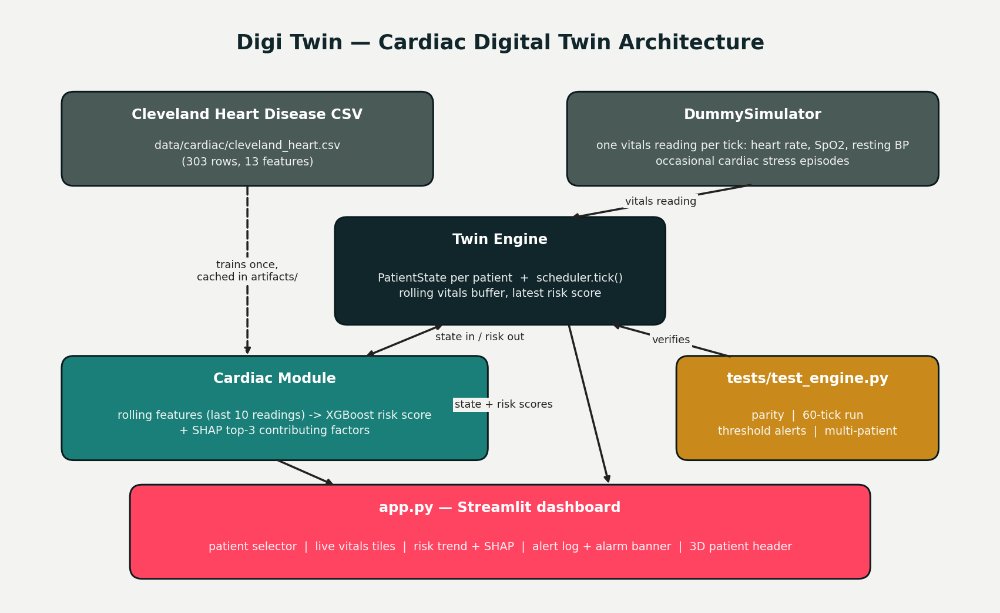 Digi Twin — Cardiac Digital Twin Architecture
Cleveland Heart Disease CSV
data/cardiac/cleveland_heart.csv
(303 rows, 13 features)
DummySimulator
one vitals reading per tick: heart rate, SpO2, resting BP
occasional cardiac stress episodes
vitals reading
Twin Engine
PatientState per patient + scheduler.tick()
rolling vitals buffer, latest risk score
trains once,
cached in artifacts/
state in / risk out
verifies
Cardiac Module
rolling features (last 10 readings) -> XGBoost risk score
+ SHAP top-3 contributing factors
state + risk scores
tests/test_engine.py
parity | 60-tick run
threshold alerts | multi-patient
app.py — Streamlit dashboard
patient selector | live vitals tiles | risk trend + SHAP | alert log + alarm banner | 3D patient header